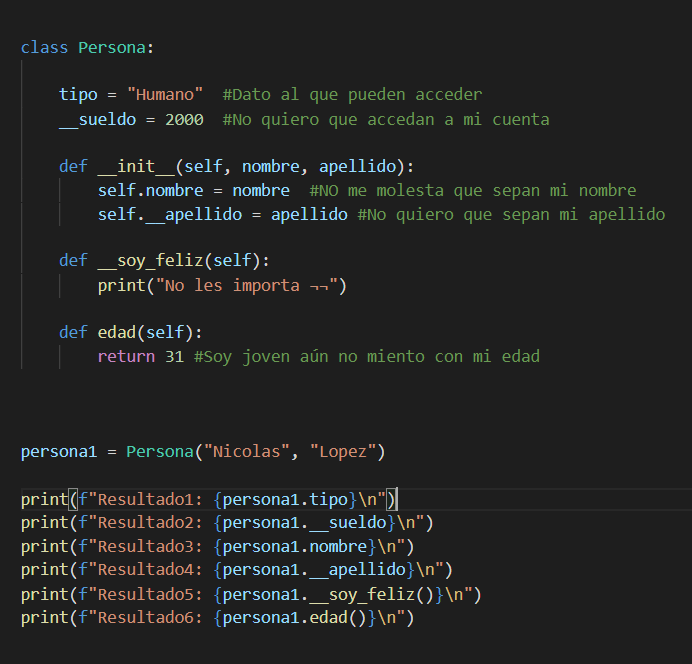 class Persona:
    tipo = "Humano"  #Dato al que pueden acceder
    __sueldo = 2000  #No quiero que accedan a mi cuenta
    def __init__(self, nombre, apellido):
        self.nombre = nombre  #NO me molesta que sepan mi nombre
        self.__apellido = apellido #No quiero que sepan mi apellido
    def __soy_feliz(self):
        print("No les importa ¬¬")
    def edad(self):
        return 31 #Soy joven aún no miento con mi edad
persona1 = Persona("Nicolas", "Lopez")
print(f"Resultado1: {persona1.tipo}\n")
print(f"Resultado2: {persona1.__sueldo}\n")
print(f"Resultado3: {persona1.nombre}\n")
print(f"Resultado4: {persona1.__apellido}\n")
print(f"Resultado5: {persona1.__soy_feliz()}\n")
print(f"Resultado6: {persona1.edad()}\n")